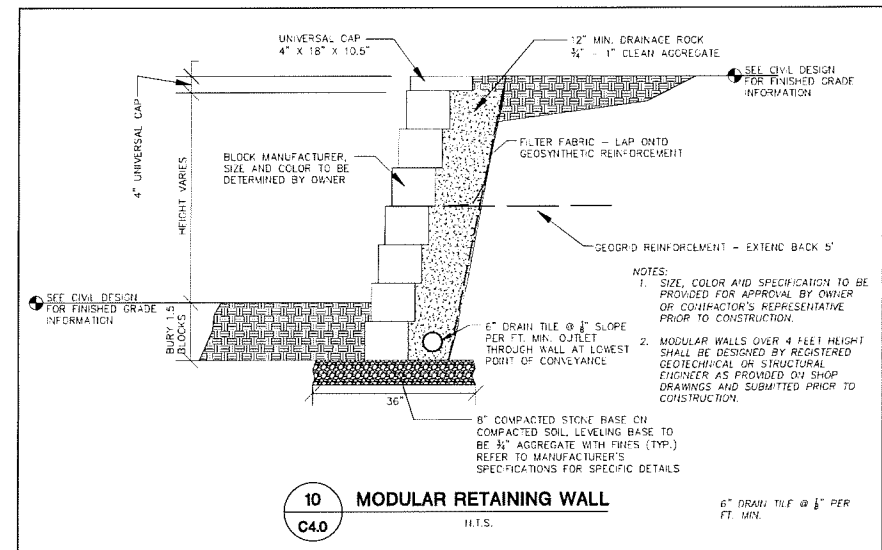 UNIVERSAL CAP
4" X 18" X 10.5"
12" MIN. DRAINACE ROCK
¾" - 1" CLEAN AGGREGATE
SEE CIVIL DESIGN
FOR FINISHED GRADE
INFORMATION
4" UNIVERSAL CAP
HEIGHT VARIES
BLOCK MANUFACTURER,
SIZE AND COLOR TO BE
DETERMINED BY OWNER
FILTER FABRIC - LAP ONTO
GEOSYNTHETIC REINFORCEMENT
GEOGRID REINFORCEMENT - EXTEND BACK 5'
SEE CIVIL DESIGN
FOR FINISHED GRADE
INFORMATION
BURY 1.5
BLOCKS
NOTES:
1. SIZE, COLOR AND SPECIFICATION TO BE
PROVIDED FOR APPROVAL BY OWNER
OR CONTRACTOR'S REPRESENTATIVE
PRIOR TO CONSTRUCTION.
2. MODULAR WALLS OVER 4 FEET HEIGHT
SHALL BE DESIGNED BY REGISTERED
GEOTECHNICAL OR STRUCTURAL
ENGINEER AS PROVIDED ON SHOP
DRAWINGS AND SUBMITTED PRIOR TO
CONSTRUCTION.
6" DRAIN TILE @ ⅛" SLOPE
PER FT. MIN. OUTLET
THROUGH WALL AT LOWEST
POINT OF CONVEYANCE
36"
8" COMPACTED STONE BASE ON
COMPACTED SOIL, LEVELING BASE TO
BE ¾" AGGREGATE WITH FINES (TYP.)
REFER TO MANUFACTURER'S
SPECIFICATIONS FOR SPECIFIC DETAILS
10
C4.0
MODULAR RETAINING WALL
N.T.S.
6" DRAIN TILE @ ⅛" PER
FT. MIN.